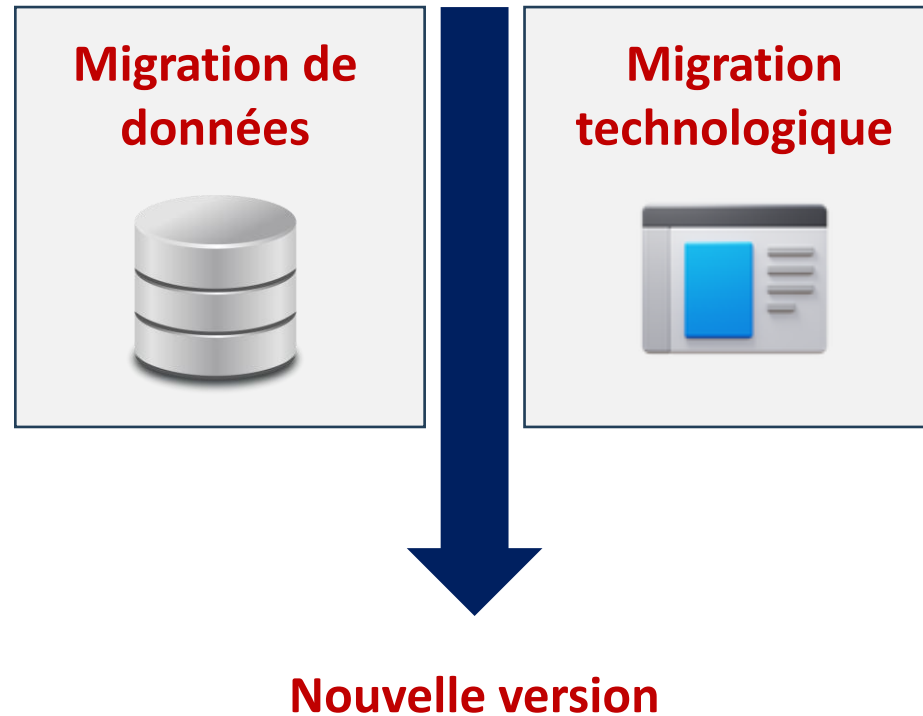 Migration de
données
Migration
technologique
Nouvelle version